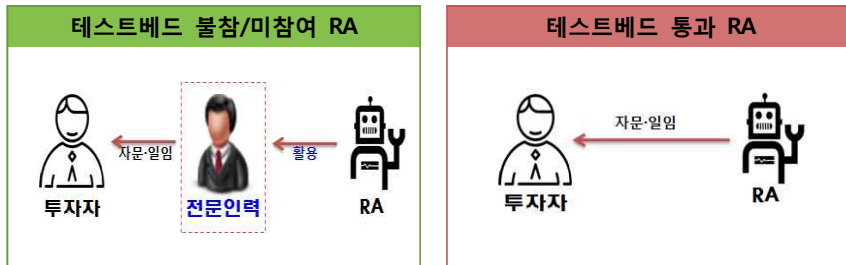 테스트베드 불참/미참여 RA
자문·일임
활용
투자자
전문인력
RA
테스트베드 통과 RA
자문·일임
투자자
RA